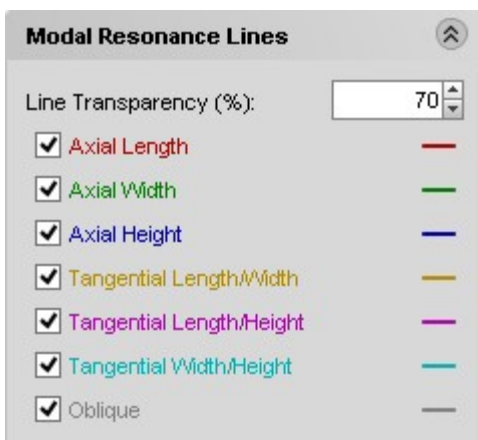 Modal Resonance Lines
Line Transparency (%): 70
Axial Length
Axial Width
Axial Height
Tangential Length/Width
Tangential Length/Height
Tangential Width/Height
Oblique